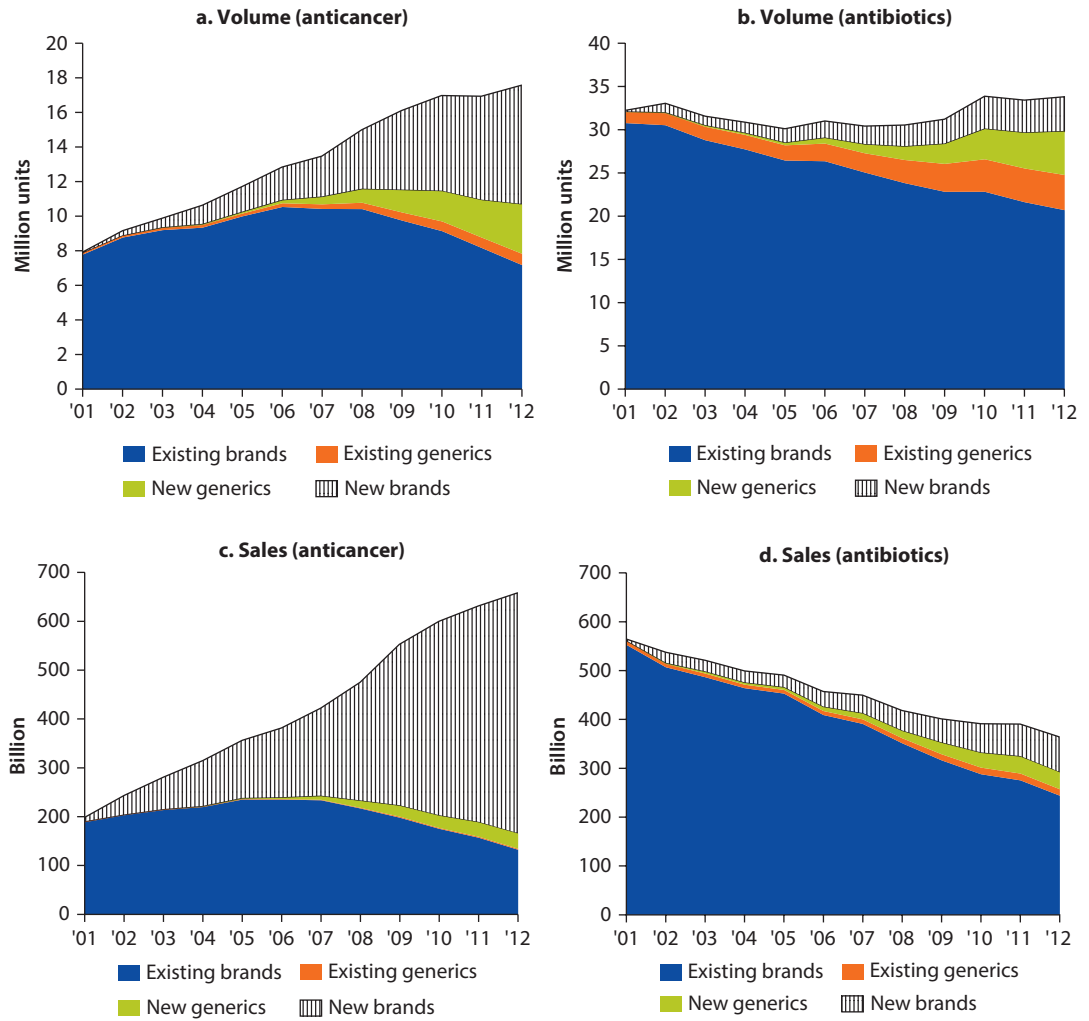 a. Volume (anticancer)
20
18
16
14
12
10
8
6
4
2
0
Million units
'01 '02 '03 '04 '05 '06 '07 '08 '09 '10 '11 '12
Existing brands Existing generics
New generics New brands
b. Volume (antibiotics)
40
35
30
25
20
15
10
5
0
Million units
'01 '02 '03 '04 '05 '06 '07 '08 '09 '10 '11 '12
Existing brands Existing generics
New generics New brands
c. Sales (anticancer)
700
600
500
400
300
200
100
0
Billion
'01 '02 '03 '04 '05 '06 '07 '08 '09 '10 '11 '12
Existing brands Existing generics
New generics New brands
d. Sales (antibiotics)
700
600
500
400
300
200
100
0
Billion
'01 '02 '03 '04 '05 '06 '07 '08 '09 '10 '11 '12
Existing brands Existing generics
New generics New brands